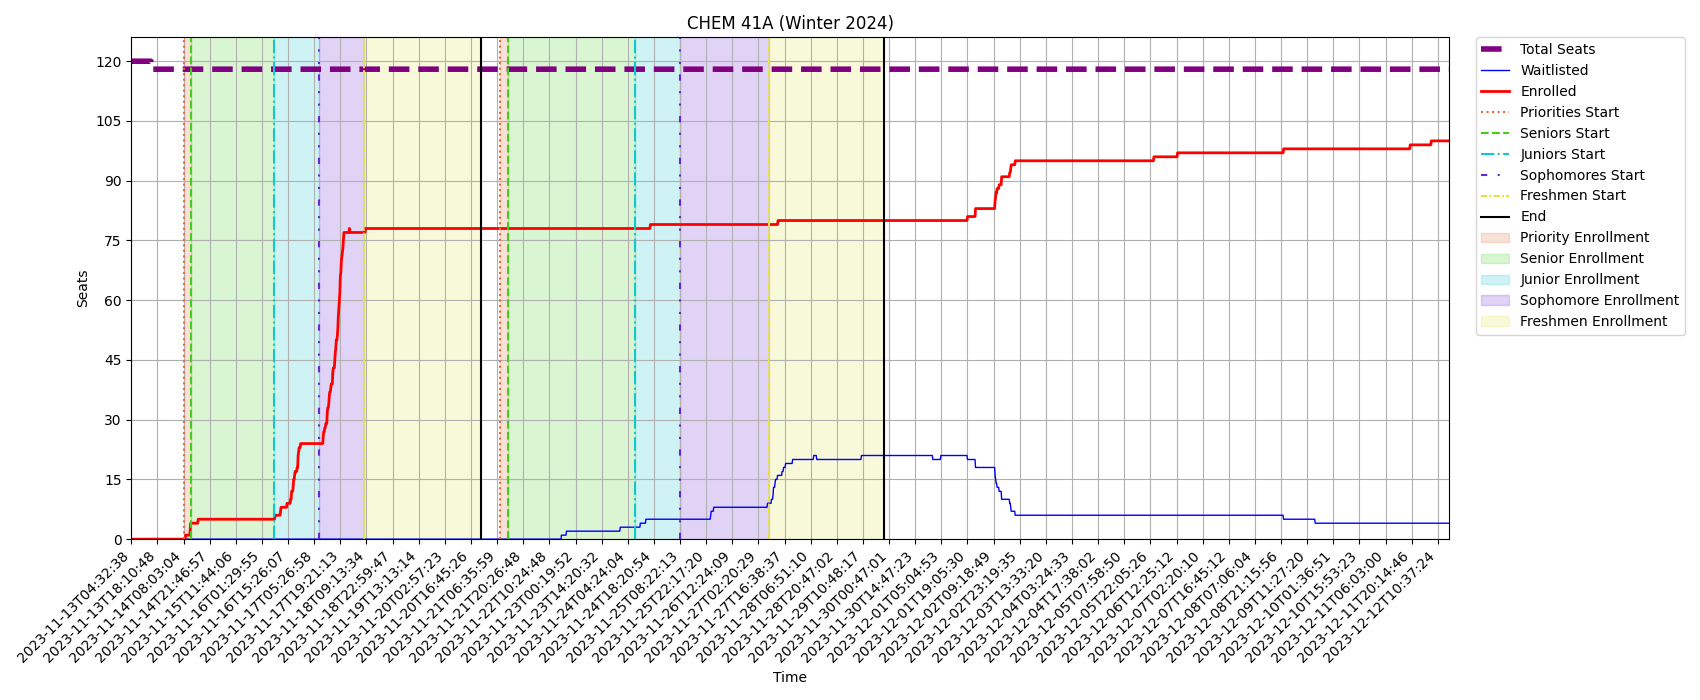 CHEM 41A (Winter 2024)
Seats
120
105
90
75
60
45
30
15
0
2023-11-13T04:32:38
2023-11-13T18:10:48
2023-11-14T08:03:04
2023-11-14T21:46:57
2023-11-15T11:44:06
2023-11-16T01:29:55
2023-11-16T15:26:07
2023-11-17T05:26:58
2023-11-17T19:21:13
2023-11-18T09:13:34
2023-11-18T22:59:47
2023-11-19T13:13:14
2023-11-20T02:57:23
2023-11-20T16:45:26
2023-11-21T06:35:59
2023-11-21T20:26:48
2023-11-22T10:24:48
2023-11-23T00:19:52
2023-11-23T14:20:32
2023-11-24T04:24:04
2023-11-24T18:20:54
2023-11-25T08:22:13
2023-11-25T22:17:20
2023-11-26T12:24:09
2023-11-27T02:20:29
2023-11-27T16:38:37
2023-11-28T06:51:10
2023-11-28T20:47:02
2023-11-29T10:48:17
2023-11-30T00:47:01
2023-11-30T14:47:23
2023-12-01T05:04:53
2023-12-01T19:05:30
2023-12-02T09:18:49
2023-12-02T23:19:35
2023-12-03T13:33:20
2023-12-04T03:24:33
2023-12-04T17:38:02
2023-12-05T07:58:50
2023-12-05T22:05:26
2023-12-06T12:25:12
2023-12-07T02:20:10
2023-12-07T16:45:12
2023-12-08T07:06:04
2023-12-08T21:15:56
2023-12-09T11:27:20
2023-12-10T01:36:51
2023-12-10T15:53:23
2023-12-11T06:03:00
2023-12-11T20:14:46
2023-12-12T10:37:24
Time
Total Seats
Waitlisted
Enrolled
Priorities Start
Seniors Start
Juniors Start
Sophomores Start
Freshmen Start
End
Priority Enrollment
Senior Enrollment
Junior Enrollment
Sophomore Enrollment
Freshmen Enrollment